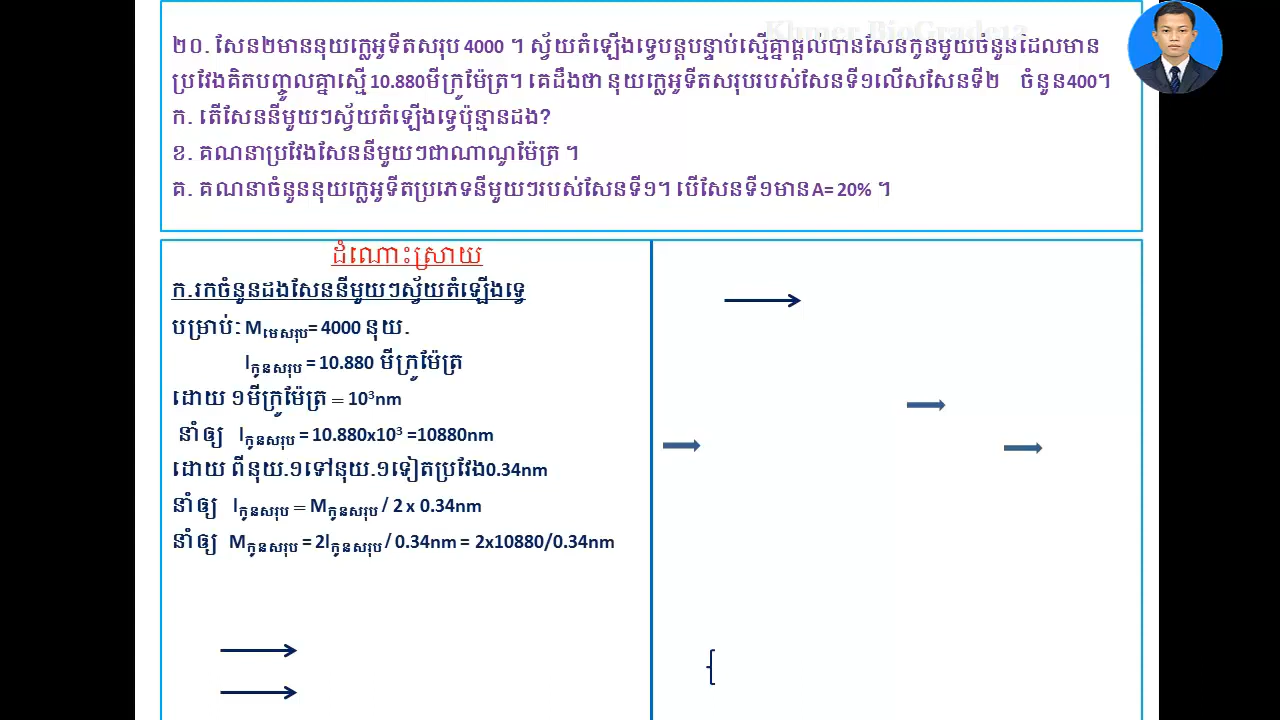 Khmer BioGrade12
២០. សែន២មាននុយក្លេអូទីតសរុប 4000 ។ ស្វ័យតំឡើងទ្វេបន្តបន្ទាប់ស្មើគ្នាផ្តល់បានសែនកូនមួយចំនួនដែលមាន
ប្រវែងគិតបញ្ចូលគ្នាស្មើ 10.880មីក្រូម៉ែត្រ។ គេដឹងថា នុយក្លេអូទីតសរុបរបស់សែនទី១លើសសែនទី២ ចំនួន400។
ក. តើសែននីមួយៗស្វ័យតំឡើងទ្វេប៉ុន្មានដង?
ខ. គណនាប្រវែងសែននីមួយៗជាណាណូម៉ែត្រ ។
គ. គណនាចំនួននុយក្លេអូទីតប្រភេទនីមួយៗរបស់សែនទី១។ បើសែនទី១មានA= 20% ។
ដំណោះស្រាយ
ក.រកចំនួនដងសែននីមួយៗស្វ័យតំឡើងទ្វេ
បម្រាប់: Mមេសរុប= 4000 នុយ.
lកូនសរុប = 10.880 មីក្រូម៉ែត្រ
ដោយ ១មីក្រូម៉ែត្រ = 10³nm
នាំឲ្យ lកូនសរុប = 10.880x10³ =10880nm
ដោយ ពីនុយ.១ទៅនុយ.១ទៀតប្រវែង0.34nm
នាំឲ្យ lកូនសរុប = Mកូនសរុប / 2 x 0.34nm
នាំឲ្យ Mកូនសរុប = 2lកូនសរុប / 0.34nm = 2x10880/0.34nm